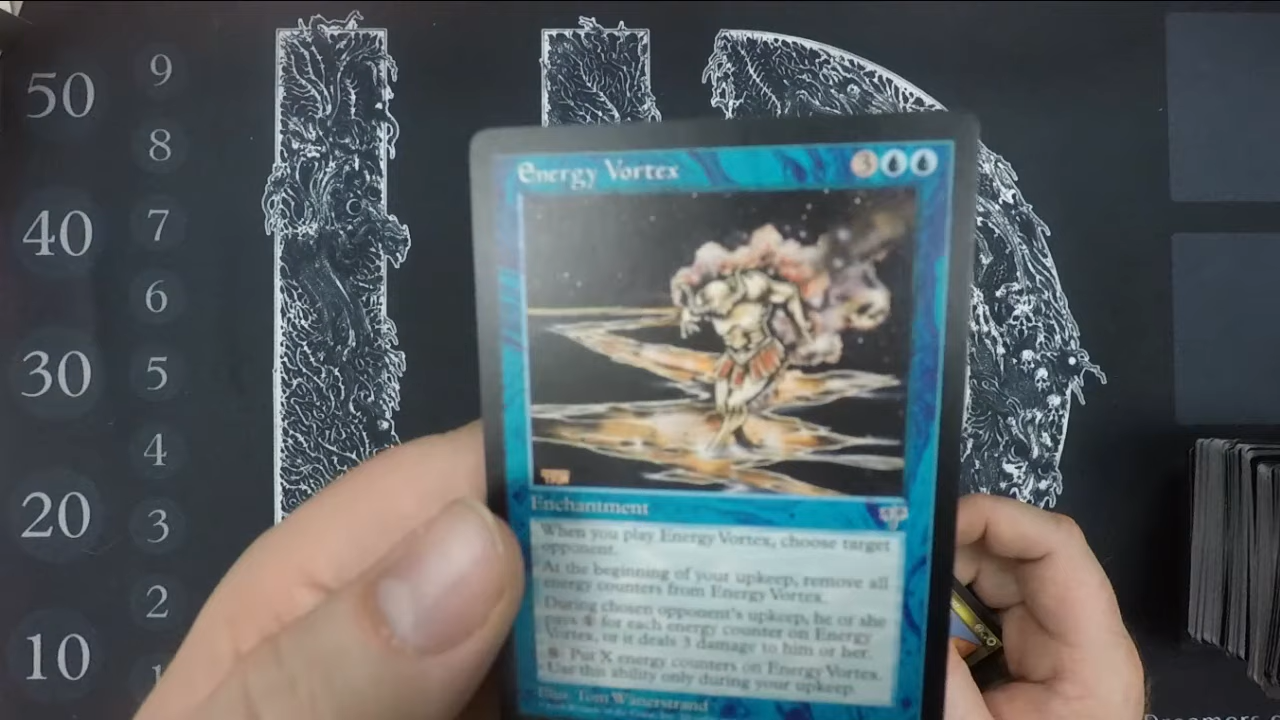 50
40
30
20
10
9
8
7
6
5
4
3
2
1
Energy Vortex 3
Enchantment
When you play Energy Vortex, choose target
opponent.
At the beginning of your upkeep, remove all
energy counters from Energy Vortex.
During chosen opponent's upkeep, he or she
pays 1 for each energy counter on Energy
Vortex, or it deals 3 damage to him or her.
Put X energy counters on Energy Vortex.
Use this ability only during your upkeep.
Illus. Tom Wänerstrand
Dreamers